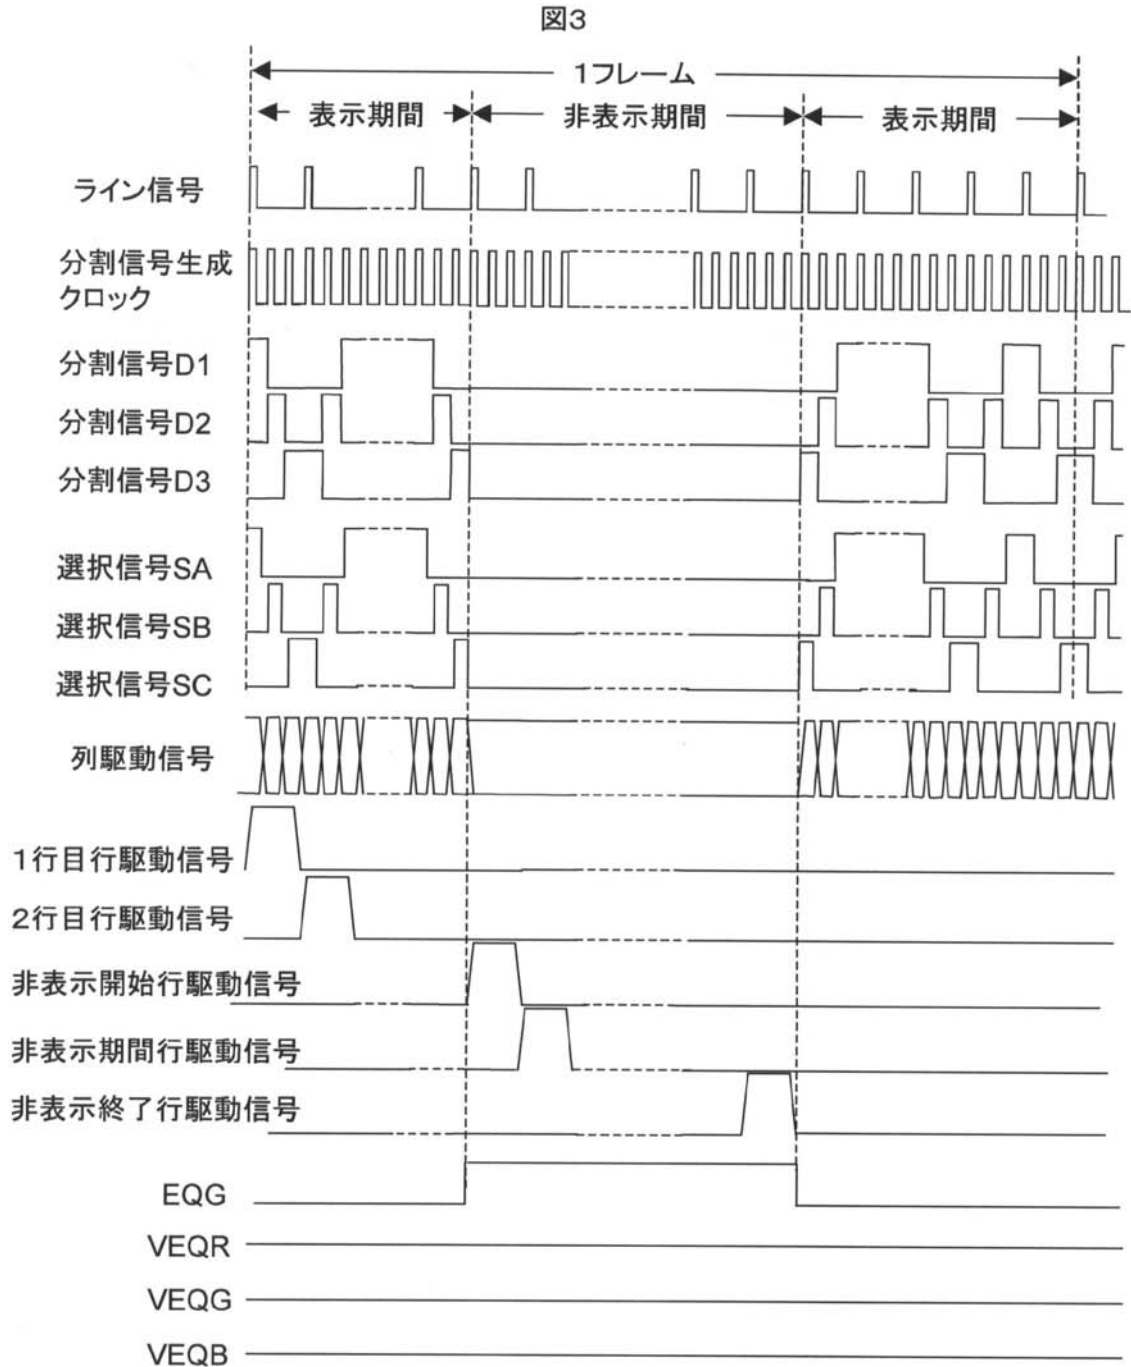 図3
1フレーム
表示期間 非表示期間 表示期間
ライン信号
分割信号生成
クロック
分割信号D1
分割信号D2
分割信号D3
選択信号SA
選択信号SB
選択信号SC
列駆動信号
1行目行駆動信号
2行目行駆動信号
非表示開始行駆動信号
非表示期間行駆動信号
非表示終了行駆動信号
EQG
VEQR
VEQG
VEQB